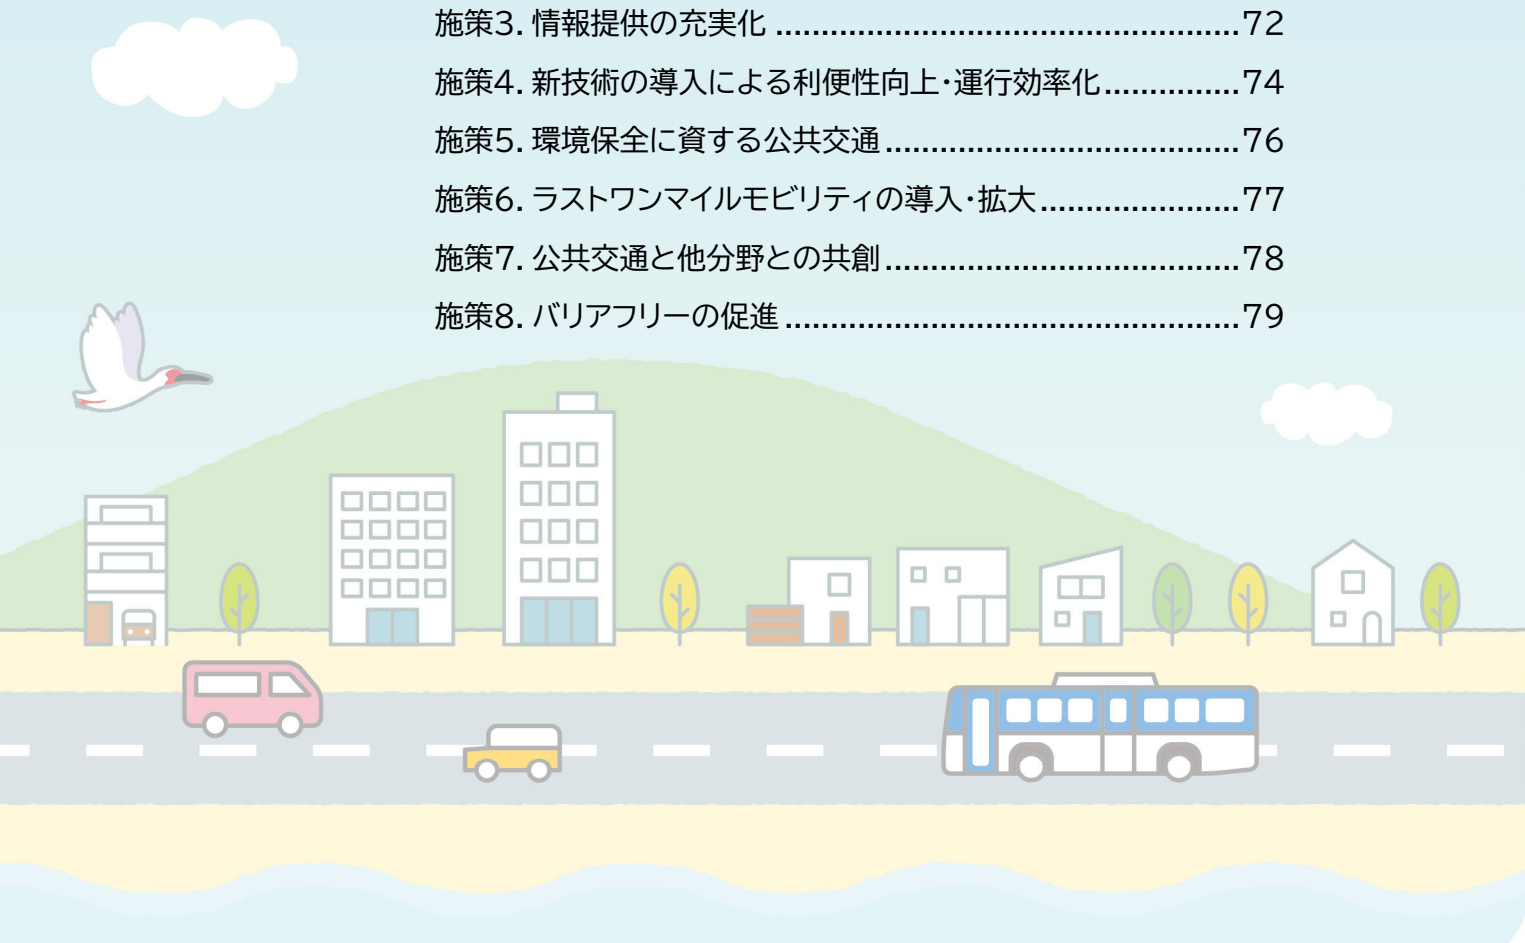 施策3. 情報提供の充実化 ..................................................72
施策4. 新技術の導入による利便性向上・運行効率化...............74
施策5. 環境保全に資する公共交通.......................................76
施策6. ラストワンマイルモビリティの導入・拡大......................77
施策7. 公共交通と他分野との共創.......................................78
施策8. バリアフリーの促進 .................................................79